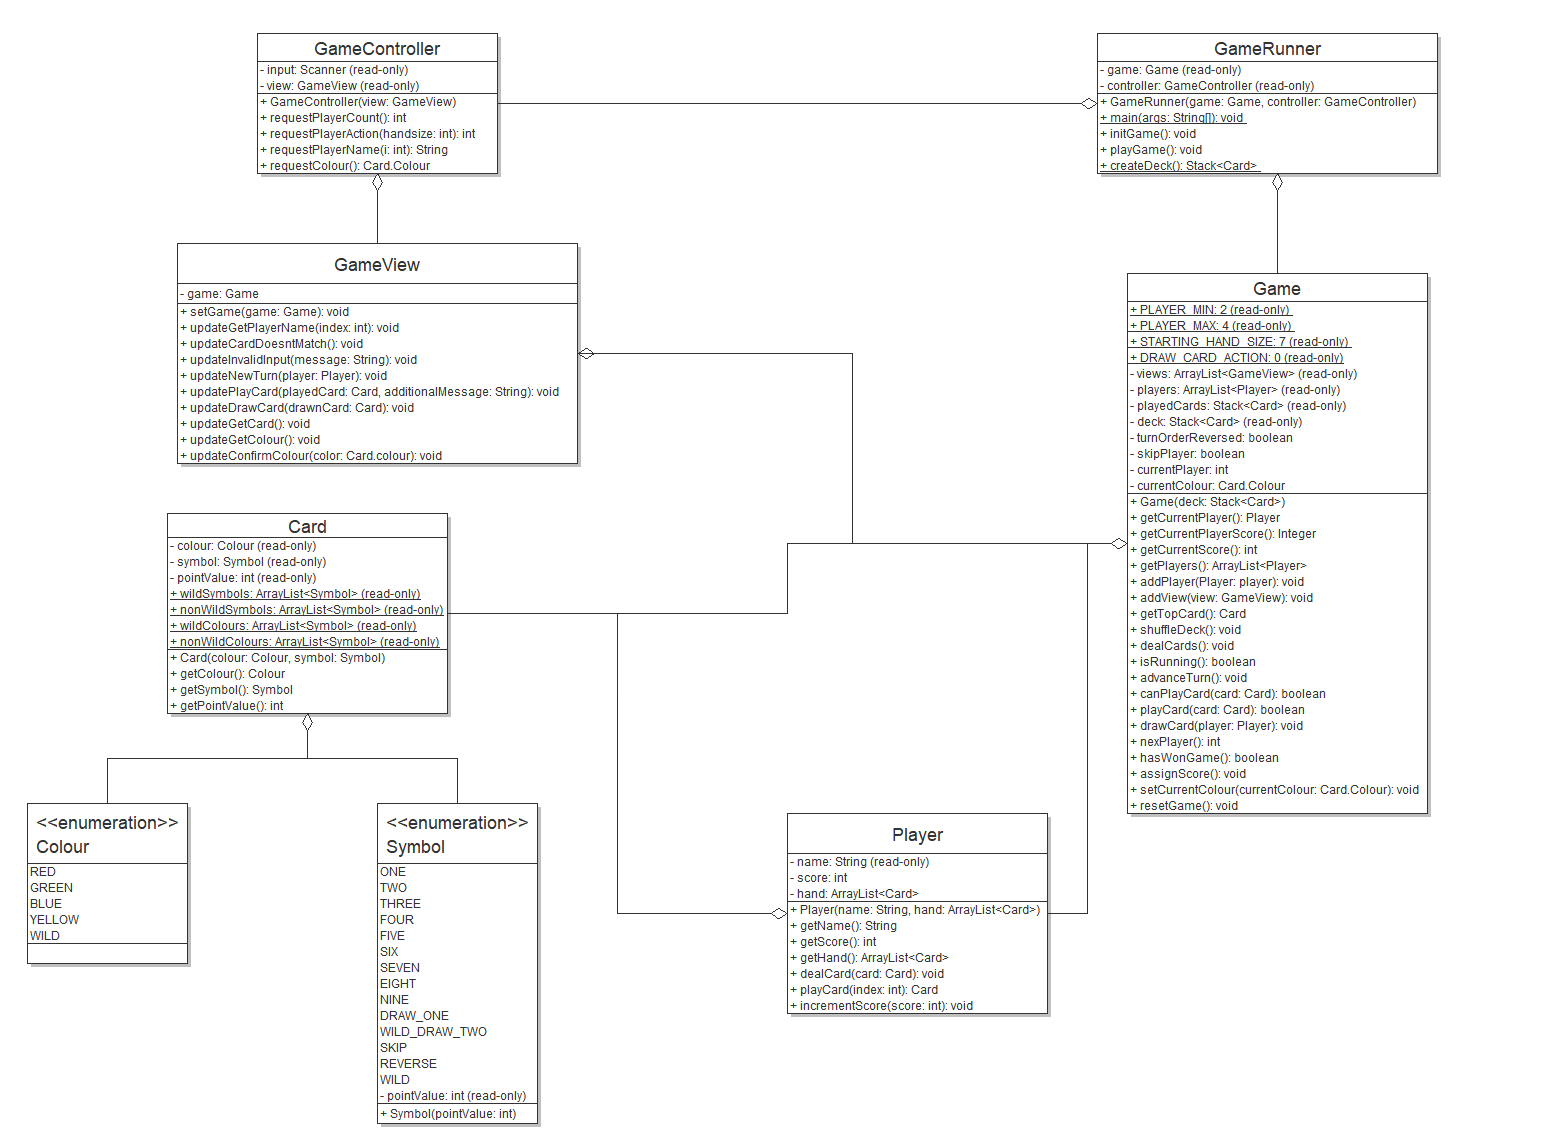 GameController
- input: Scanner (read-only)
- view: GameView (read-only)
+ GameController(view: GameView)
+ requestPlayerCount(): int
+ requestPlayerAction(handsize: int): int
+ requestPlayerName(i: int): String
+ requestColour(): Card.Colour
GameRunner
- game: Game (read-only)
- controller: GameController (read-only)
+ GameRunner(game: Game, controller: GameController)
+ main(args: String[]): void
+ initGame(): void
+ playGame(): void
+ createDeck(): Stack<Card>
GameView
- game: Game
+ setGame(game: Game): void
+ updateGetPlayerName(index: int): void
+ updateCardDoesntMatch(): void
+ updateInvalidInput(message: String): void
+ updateNewTurn(player: Player): void
+ updatePlayCard(playedCard: Card, additionalMessage: String): void
+ updateDrawCard(drawnCard: Card): void
+ updateGetCard(): void
+ updateGetColour(): void
+ updateConfirmColour(color: Card.colour): void
Game
+ PLAYER_MIN: 2 (read-only)
+ PLAYER_MAX: 4 (read-only)
+ STARTING_HAND_SIZE: 7 (read-only)
+ DRAW_CARD_ACTION: 0 (read-only)
- views: ArrayList<GameView> (read-only)
- players: ArrayList<Player> (read-only)
- playedCards: Stack<Card> (read-only)
- deck: Stack<Card> (read-only)
- turnOrderReversed: boolean
- skipPlayer: boolean
- currentPlayer: int
- currentColour: Card.Colour
+ Game(deck: Stack<Card>)
+ getCurrentPlayer(): Player
+ getCurrentPlayerScore(): Integer
+ getCurrentScore(): int
+ getPlayers(): ArrayList<Player>
+ addPlayer(Player: player): void
+ addView(view: GameView): void
+ getTopCard(): Card
+ shuffleDeck(): void
+ dealCards(): void
+ isRunning(): boolean
+ advanceTurn(): void
+ canPlayCard(card: Card): boolean
+ playCard(card: Card): boolean
+ drawCard(player: Player): void
+ nexPlayer(): int
+ hasWonGame(): boolean
+ assignScore(): void
+ setCurrentColour(currentColour: Card.Colour): void
+ resetGame(): void
Card
- colour: Colour (read-only)
- symbol: Symbol (read-only)
- pointValue: int (read-only)
+ wildSymbols: ArrayList<Symbol> (read-only)
+ nonWildSymbols: ArrayList<Symbol> (read-only)
+ wildColours: ArrayList<Symbol> (read-only)
+ nonWildColours: ArrayList<Symbol> (read-only)
+ Card(colour: Colour, symbol: Symbol)
+ getColour(): Colour
+ getSymbol(): Symbol
+ getPointValue(): int
<<enumeration>>
Colour
RED
GREEN
BLUE
YELLOW
WILD
<<enumeration>>
Symbol
ONE
TWO
THREE
FOUR
FIVE
SIX
SEVEN
EIGHT
NINE
DRAW_ONE
WILD_DRAW_TWO
SKIP
REVERSE
WILD
- pointValue: int (read-only)
+ Symbol(pointValue: int)
Player
- name: String (read-only)
- score: int
- hand: ArrayList<Card>
+ Player(name: String, hand: ArrayList<Card>)
+ getName(): String
+ getScore(): int
+ getHand(): ArrayList<Card>
+ dealCard(card: Card): void
+ playCard(index: int): Card
+ incrementScore(score: int): void